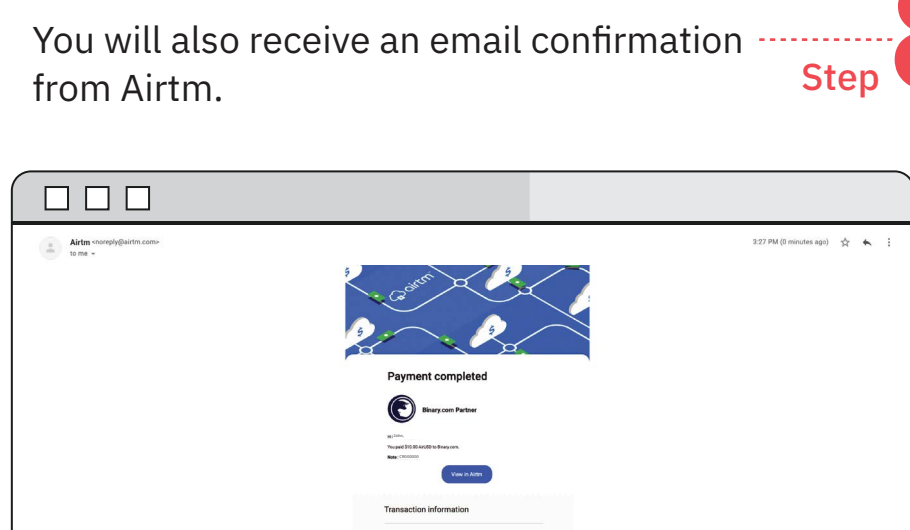 You will also receive an email confirmation
from Airtm.
Step
Airtm <noreply@airtm.com>
to me
3:27 PM (0 minutes ago)
airtm
Payment completed
Binary.com Partner
You paid $10.00 AirUSD to Binary.com.
Note:
View in Airtm
Transaction information